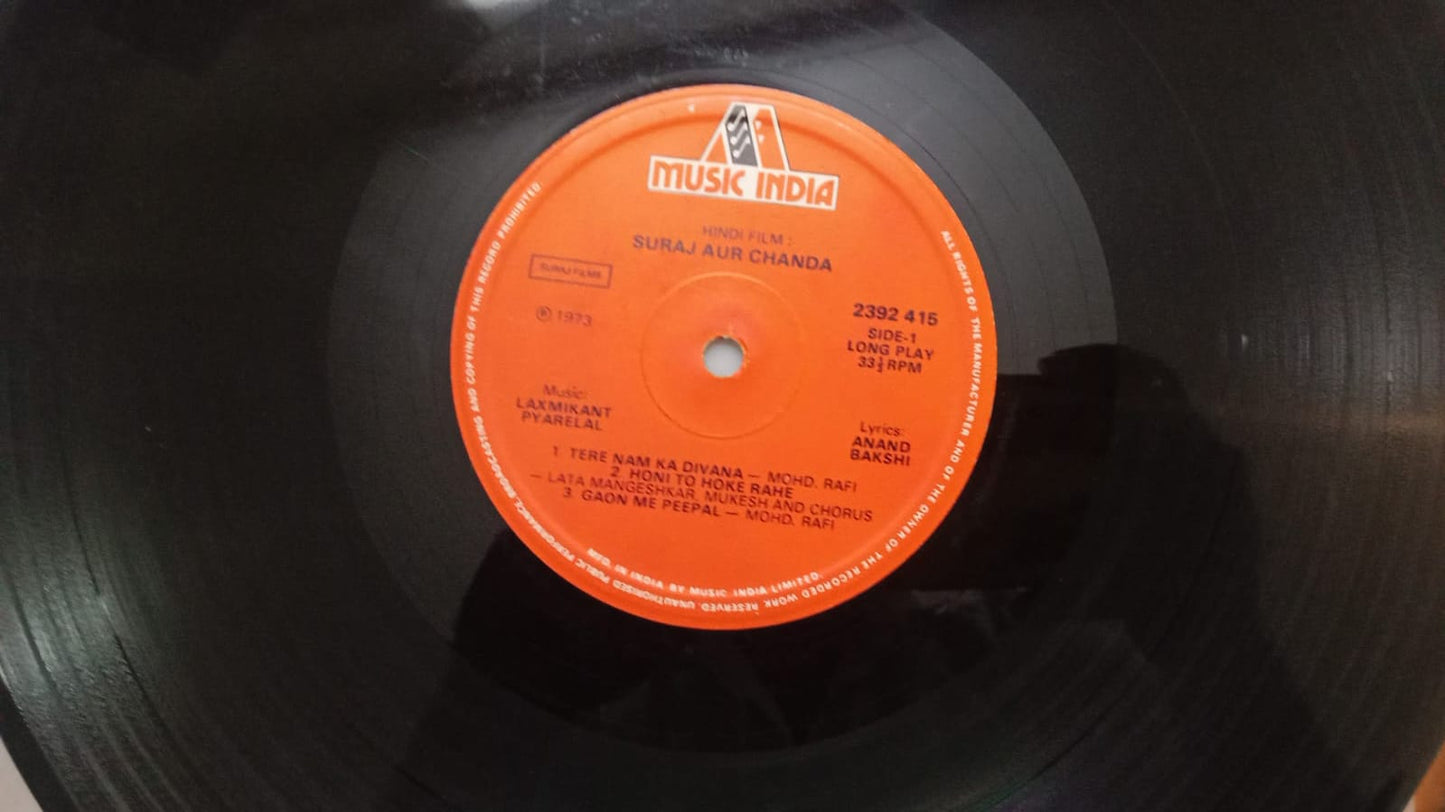 MUSIC INDIA
HINDI FILM :
SURAJ AUR CHANDA
SURAJ FILMS
℗ 1973
2392 415
SIDE-1
LONG PLAY
33⅓ RPM
Music:
LAXMIKANT
PYARELAL
Lyrics:
ANAND
BAKSHI
1. TERE NAM KA DIVANA — MOHD. RAFI
2. HONI TO HOKE RAHE
— LATA MANGESHKAR, MUKESH AND CHORUS
3. GAON ME PEEPAL — MOHD. RAFI
ALL RIGHTS OF THE MANUFACTURER AND OF THE OWNER OF THE RECORDED WORK RESERVED. UNAUTHORISED PUBLIC PERFORMANCE, BROADCASTING AND COPYING OF THIS RECORD PROHIBITED
MFD. IN INDIA BY MUSIC INDIA LIMITED.